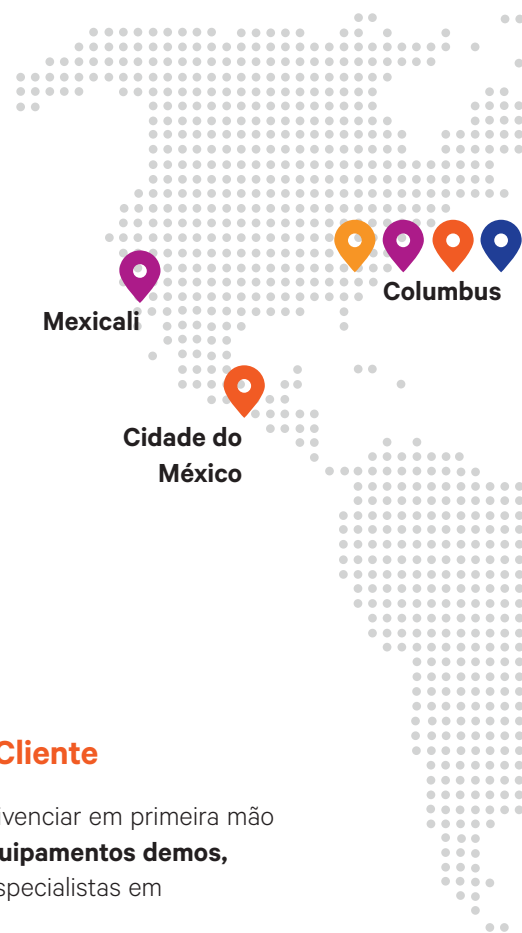 Columbus
Mexicali
Cidade do
México
Cliente
ivenciar em primeira mão
uipamentos demos,
specialistas em